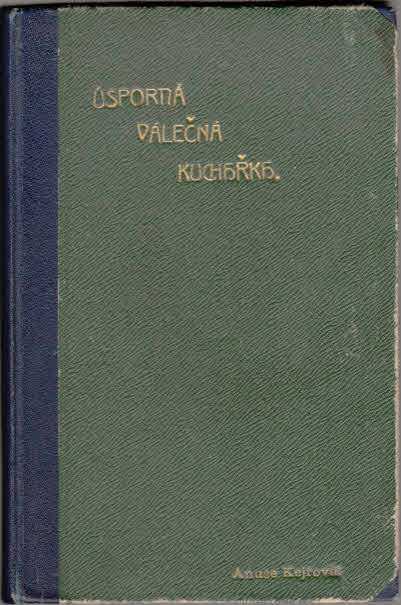 ÚSPORNÁ
VÁLEČNÁ
KUCHAŘKA.
Anuše Kejřová